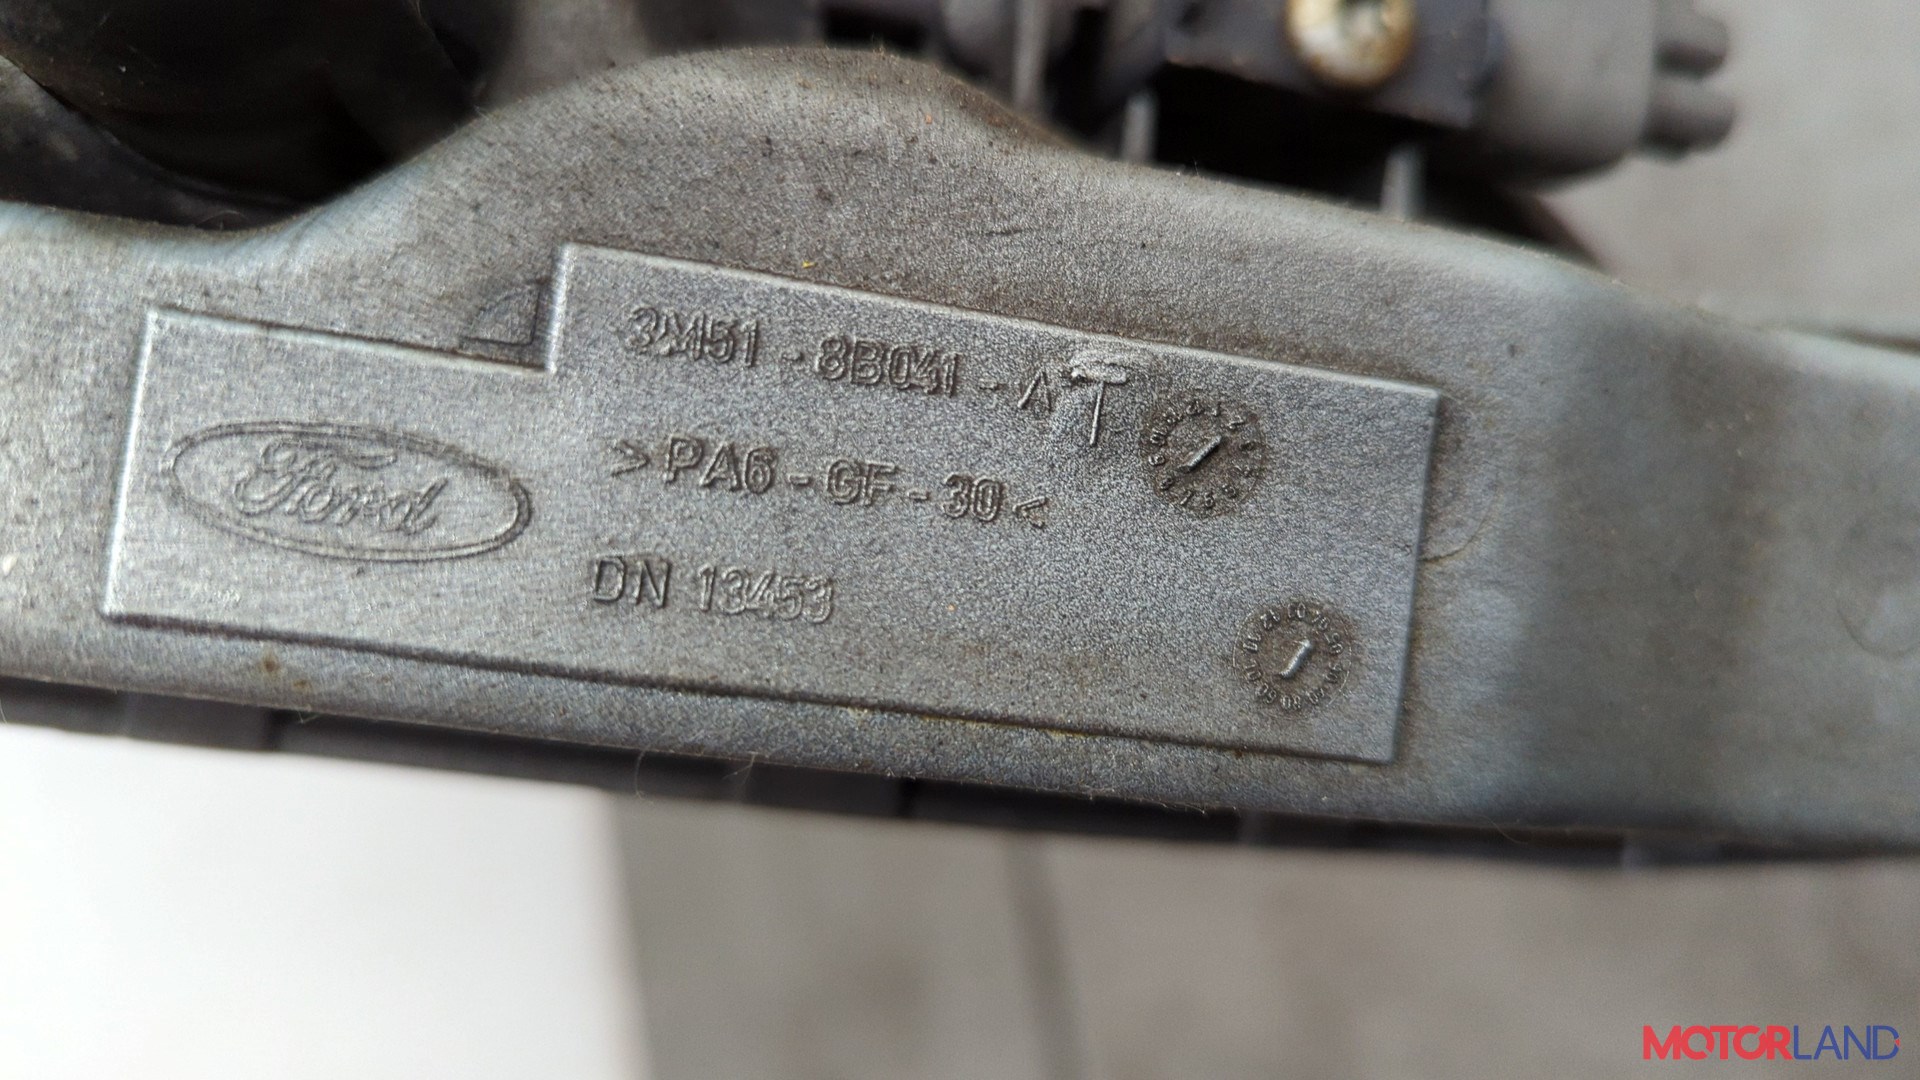 3M51-8B041-AT
>PA6-GF-30<
Ford
DN 13453
MOTORLAND